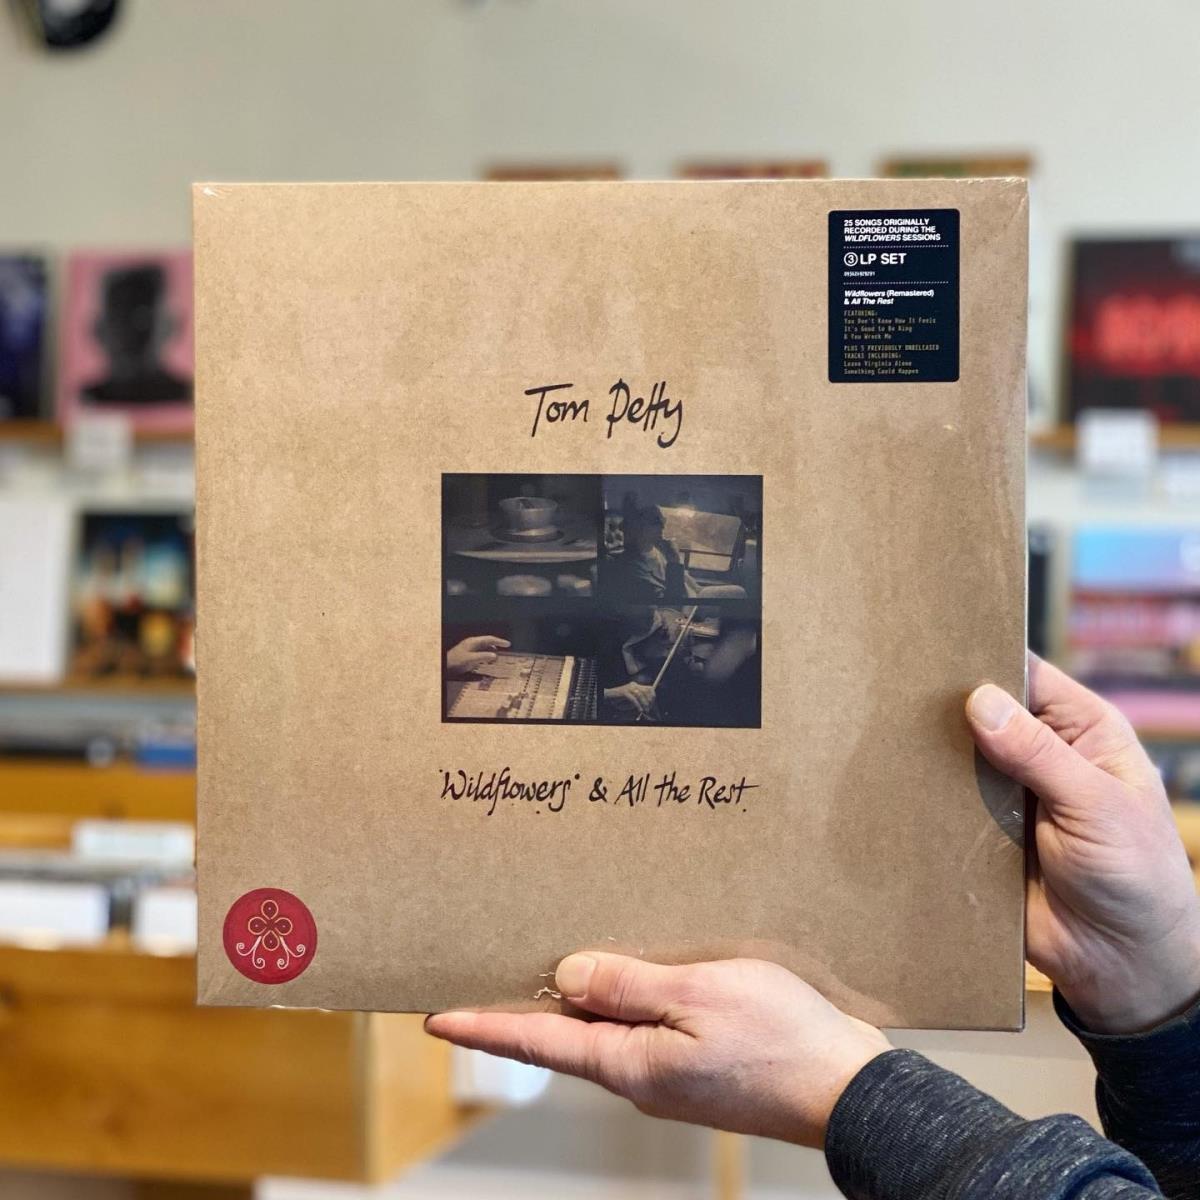 25 SONGS ORIGINALLY
RECORDED DURING THE
WILDFLOWERS SESSIONS
3 LP SET
Wildflowers (Remastered)
& All The Rest
FEATURING:
You Don't Know How It Feels
It's Good to Be King
& You Wreck Me
PLUS 5 PREVIOUSLY UNRELEASED
TRACKS INCLUDING:
Leave Virginia Alone
Something Could Happen
Tom Petty
"Wildflowers" & All the Rest